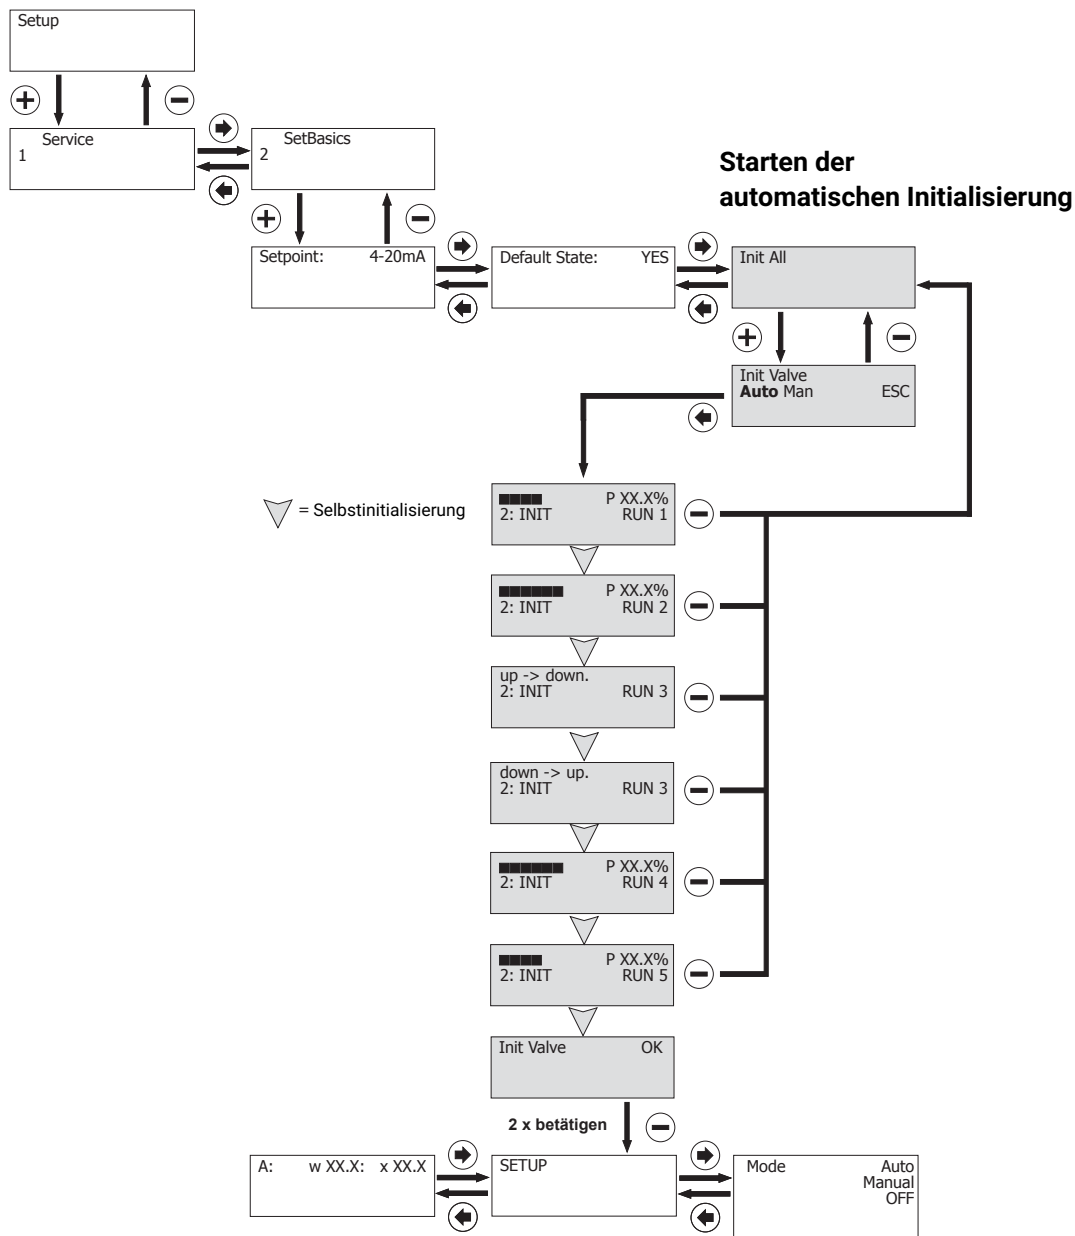 Setup
Service
1
SetBasics
2
Starten der
automatischen Initialisierung
Setpoint: 4-20mA
Default State: YES
Init All
Init Valve
Auto Man ESC
= Selbstinitialisierung
P XX.X%
2: INIT RUN 1
P XX.X%
2: INIT RUN 2
up -> down.
2: INIT RUN 3
down -> up.
2: INIT RUN 3
P XX.X%
2: INIT RUN 4
P XX.X%
2: INIT RUN 5
Init Valve OK
2 x betätigen
A: w XX.X: x XX.X
SETUP
Mode Auto
Manual
OFF